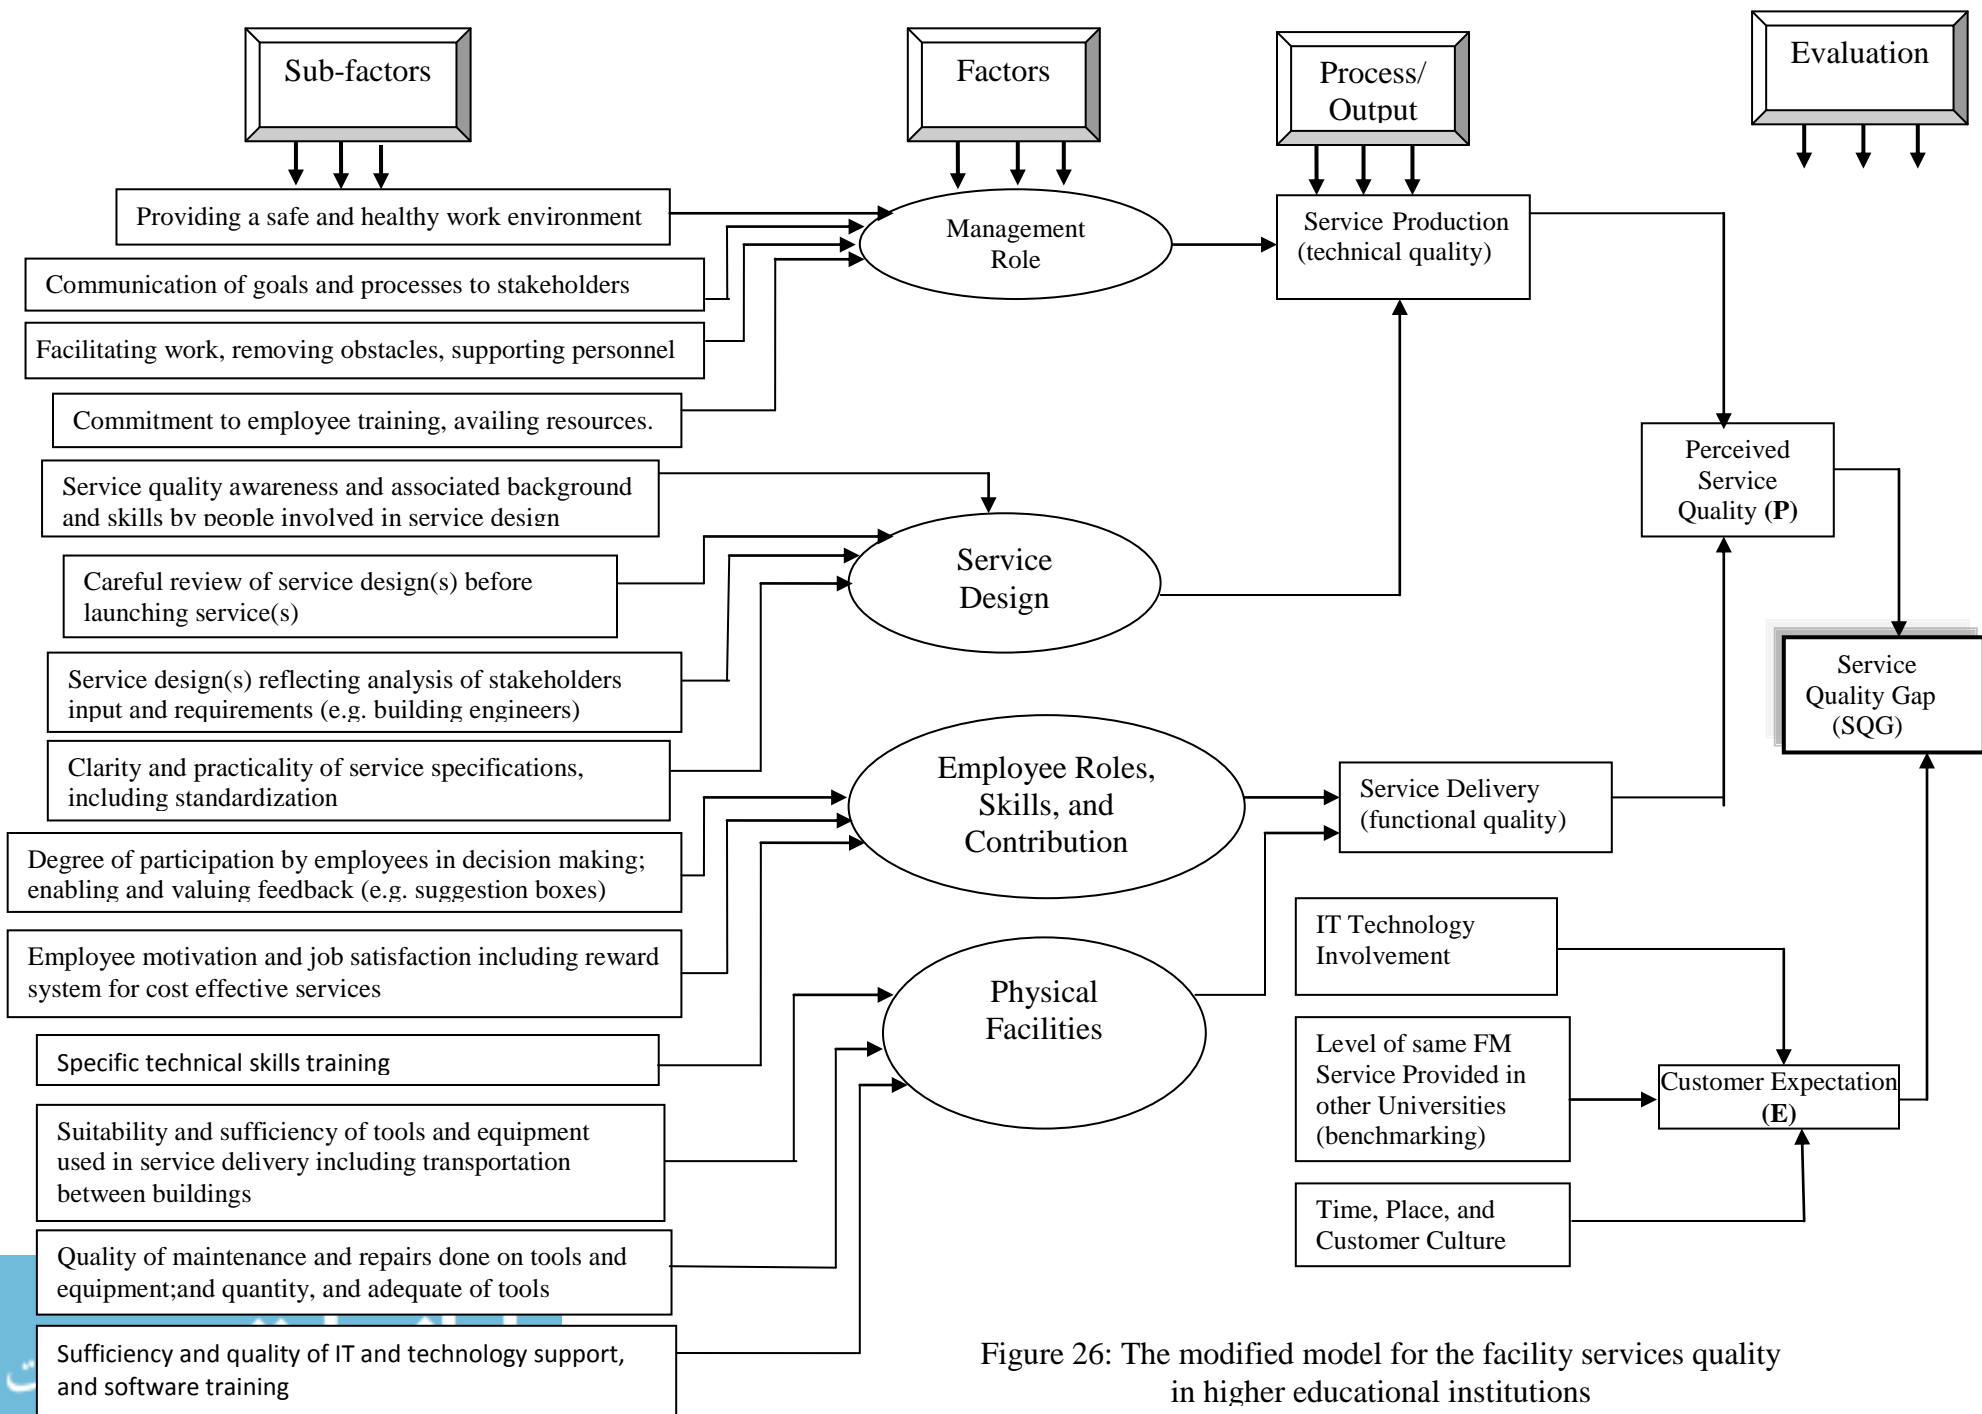 Sub-factors
Factors
Process/
Output
Evaluation
Providing a safe and healthy work environment
Communication of goals and processes to stakeholders
Facilitating work, removing obstacles, supporting personnel
Commitment to employee training, availing resources.
Service quality awareness and associated background
and skills by people involved in service design
Careful review of service design(s) before
launching service(s)
Service design(s) reflecting analysis of stakeholders
input and requirements (e.g. building engineers)
Clarity and practicality of service specifications,
including standardization
Degree of participation by employees in decision making;
enabling and valuing feedback (e.g. suggestion boxes)
Employee motivation and job satisfaction including reward
system for cost effective services
Specific technical skills training
Suitability and sufficiency of tools and equipment
used in service delivery including transportation
between buildings
Quality of maintenance and repairs done on tools and
equipment;and quantity, and adequate of tools
Sufficiency and quality of IT and technology support,
and software training
Management
Role
Service
Design
Employee Roles,
Skills, and
Contribution
Physical
Facilities
Service Production
(technical quality)
Service Delivery
(functional quality)
IT Technology
Involvement
Level of same FM
Service Provided in
other Universities
(benchmarking)
Time, Place, and
Customer Culture
Perceived
Service
Quality (P)
Service
Quality Gap
(SQG)
Customer Expectation
(E)
Figure 26: The modified model for the facility services quality
in higher educational institutions